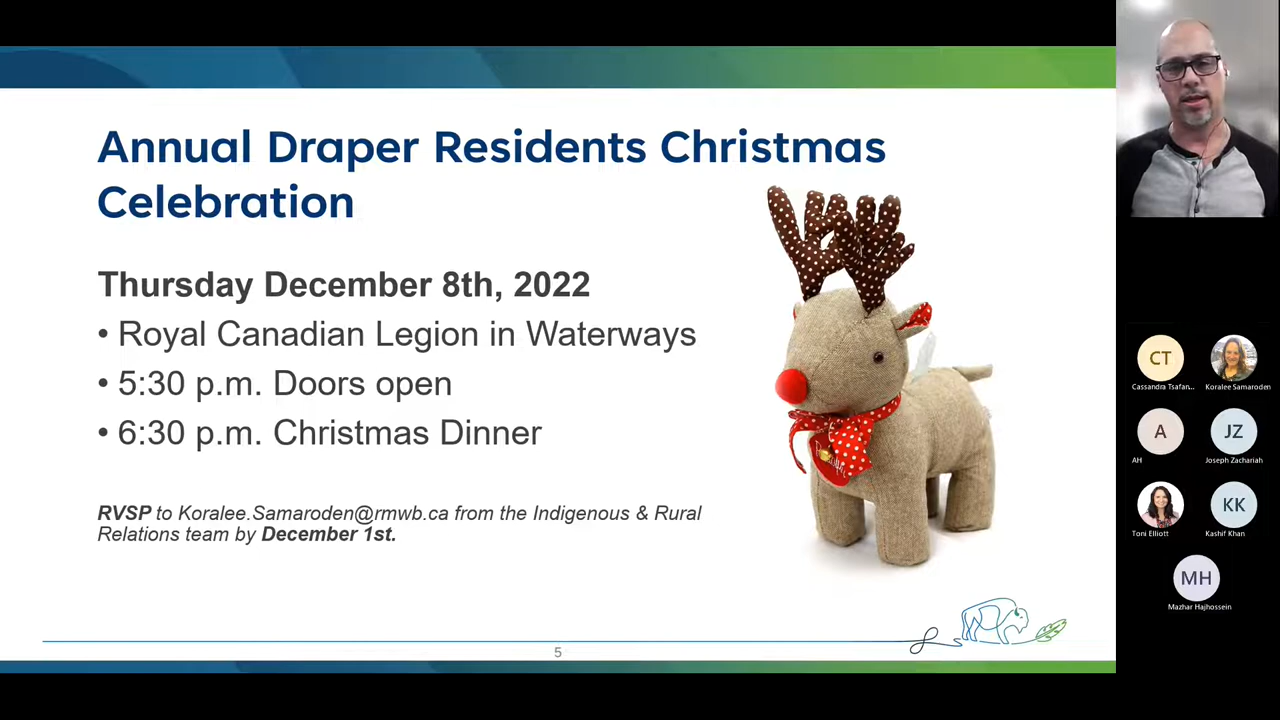 Annual Draper Residents Christmas
Celebration
Thursday December 8th, 2022
• Royal Canadian Legion in Waterways
• 5:30 p.m. Doors open
• 6:30 p.m. Christmas Dinner
RVSP to Koralee.Samaroden@rmwb.ca from the Indigenous & Rural
Relations team by December 1st.
5
CT
Cassandra Tsafan...
Koralee Samaroden
A
AH
JZ
Joseph Zachariah
Toni Elliott
KK
Kashif Khan
MH
Mazhar Hajhossein